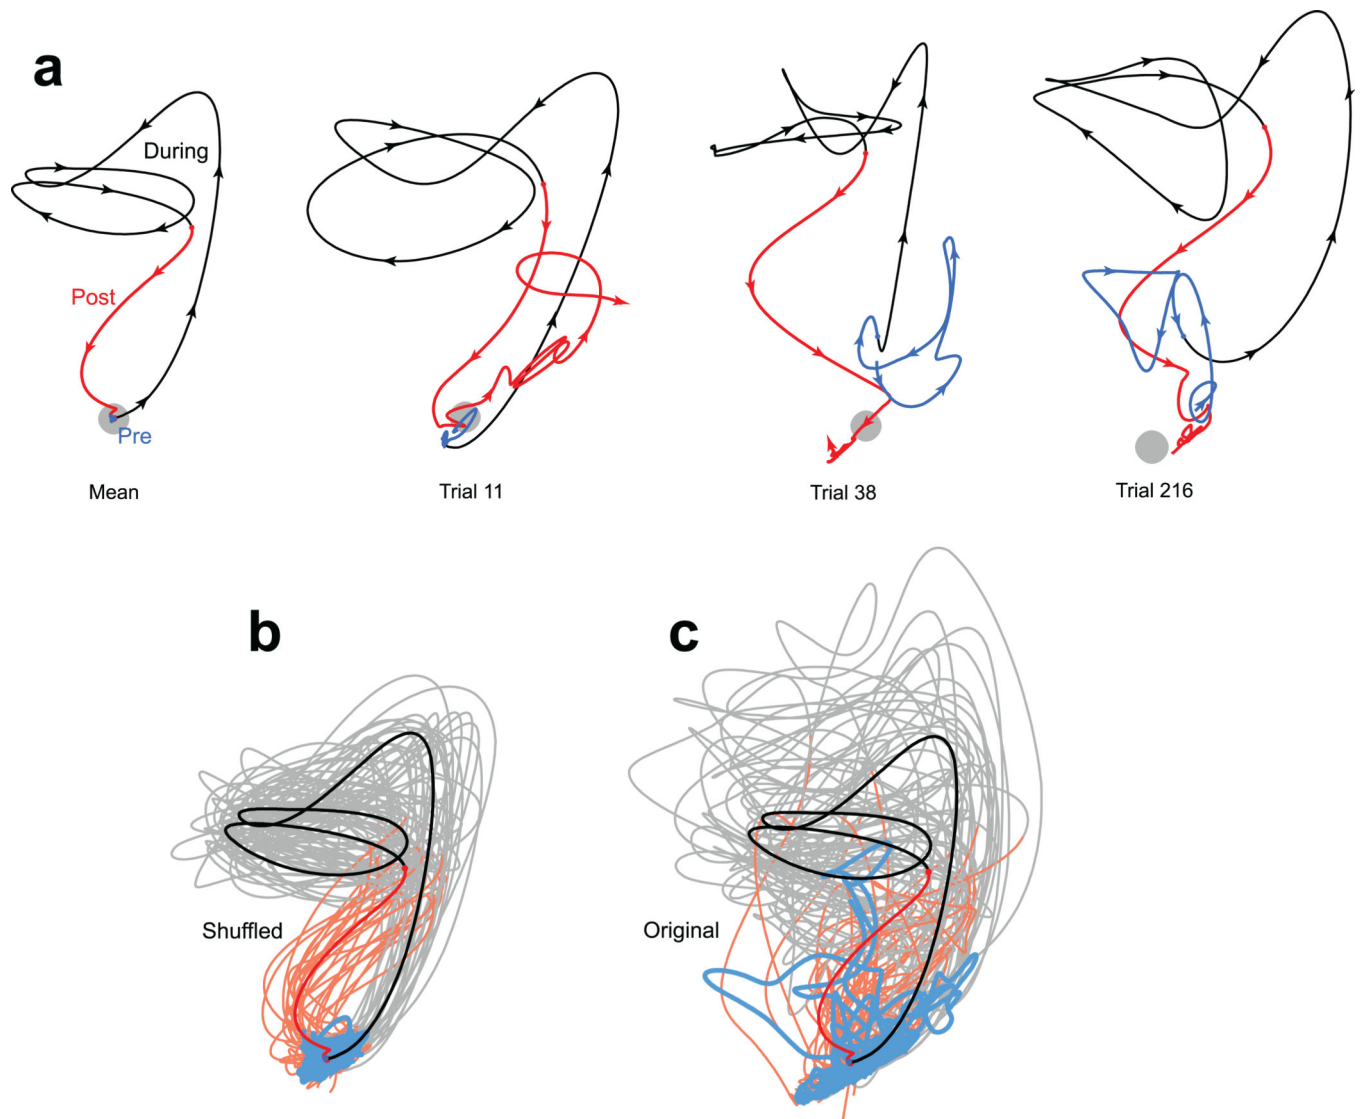 a
During
Post
Pre
Mean
Trial 11
Trial 38
Trial 216
b
c
Shuffled
Original